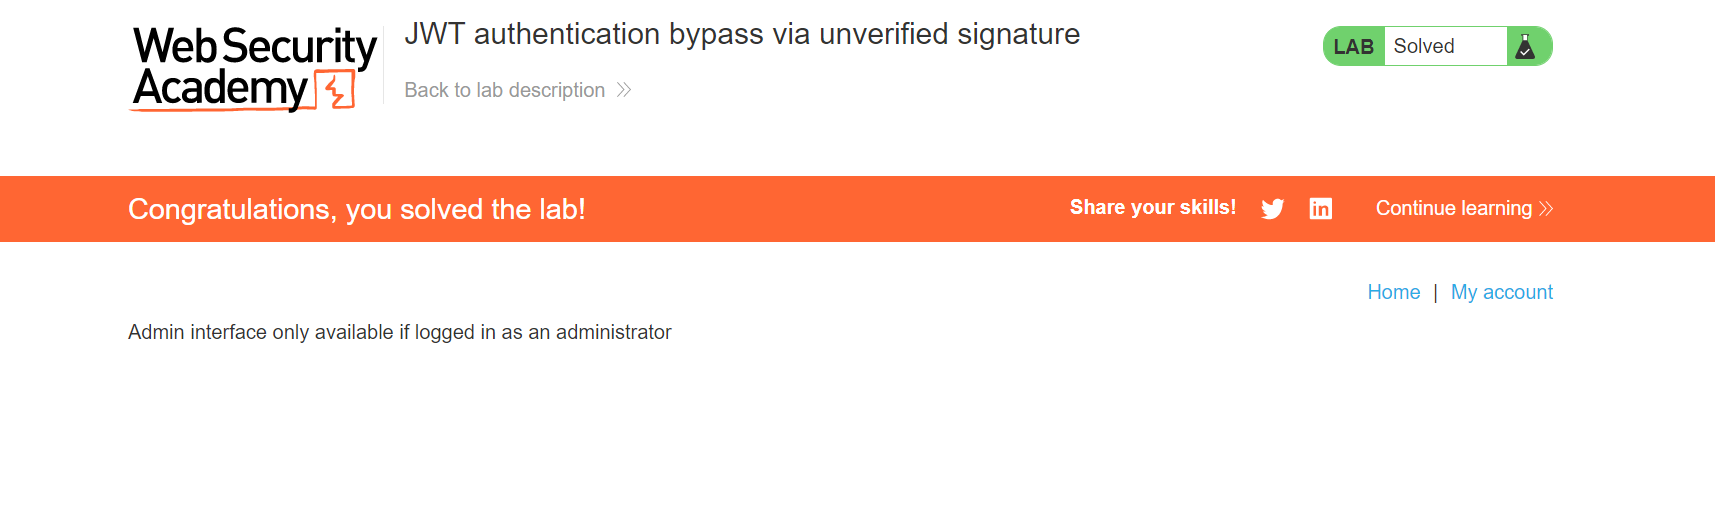 Web Security
Academy
JWT authentication bypass via unverified signature
Back to lab description
LAB Solved
Congratulations, you solved the lab!
Share your skills!
Continue learning
Home | My account
Admin interface only available if logged in as an administrator